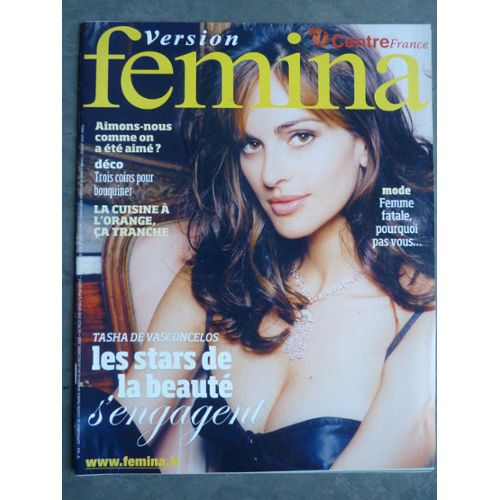 Version
Centre France
femina
Aimons-nous
comme on
a été aimé ?
déco
Trois coins pour
bouquiner
LA CUISINE À
L'ORANGE,
ÇA TRANCHE
mode
Femme
fatale,
pourquoi
pas vous...
TASHA DE VASCONCELOS
les stars de
la beauté
s'engagent
www.femina.fr